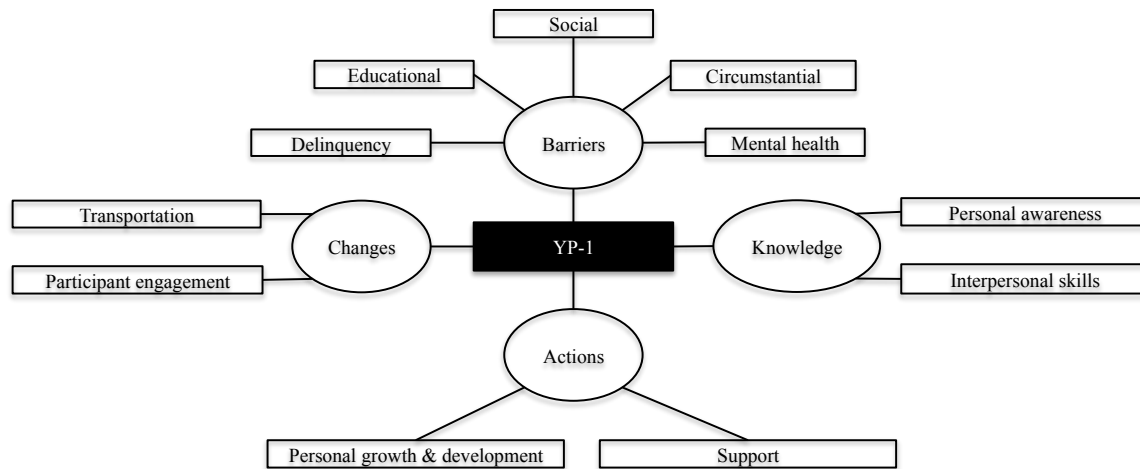 Social
Educational
Circumstantial
Delinquency
Barriers
Mental health
Transportation
Personal awareness
Changes
YP-1
Knowledge
Participant engagement
Interpersonal skills
Actions
Personal growth & development
Support